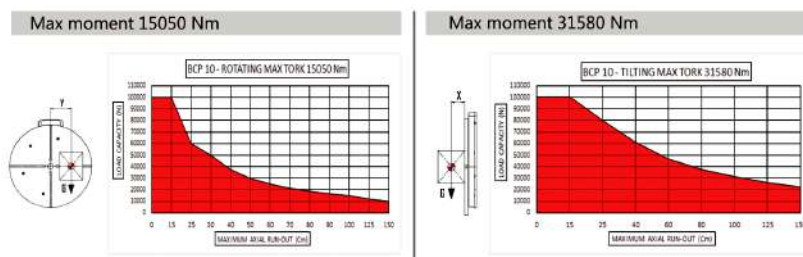 Max moment 15050 Nm
BCP 10 - ROTATING MAX TORK 15050 Nm
Y
G
LOAD CAPACITY (N)
110000
100000
90000
80000
70000
60000
50000
40000
30000
20000
10000
0
0 15 25 30 40 50 60 70 80 90 100 120 150
MAXIMUM AXIAL RUN-OUT (Cm)
Max moment 31580 Nm
BCP 10 - TILTING MAX TORK 31580 Nm
X
G
LOAD CAPACITY (N)
110000
100000
90000
80000
70000
60000
50000
40000
30000
20000
10000
0
0 15 25 40 60 80 100 125 150
MAXIMUM AXIAL RUN-OUT (Cm)